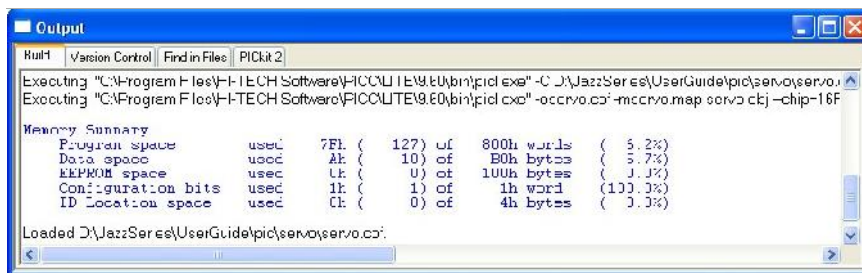 Output
Build Version Control Find in Files PICkit 2
Executing: "C:\Program Files\HI-TECH Software\PICC\LITE\9.60\bin\picl.exe" -C D:\JazzSeries\UserGuide\pic\servo\servo.
Executing: "C:\Program Files\HI-TECH Software\PICC\LITE\9.60\bin\picl.exe" -oservo.cof -mservo.map servo.obj --chip=16F
Memory Summary
Program space used 7Fh ( 127) of 800h words ( 6.2%)
Data space used Ah ( 10) of B0h bytes ( 5.7%)
EEPROM space used 0h ( 0) of 100h bytes ( 0.0%)
Configuration bits used 1h ( 1) of 1h word (100.0%)
ID Location space used 0h ( 0) of 4h bytes ( 0.0%)
Loaded D:\JazzSeries\UserGuide\pic\servo\servo.cof.